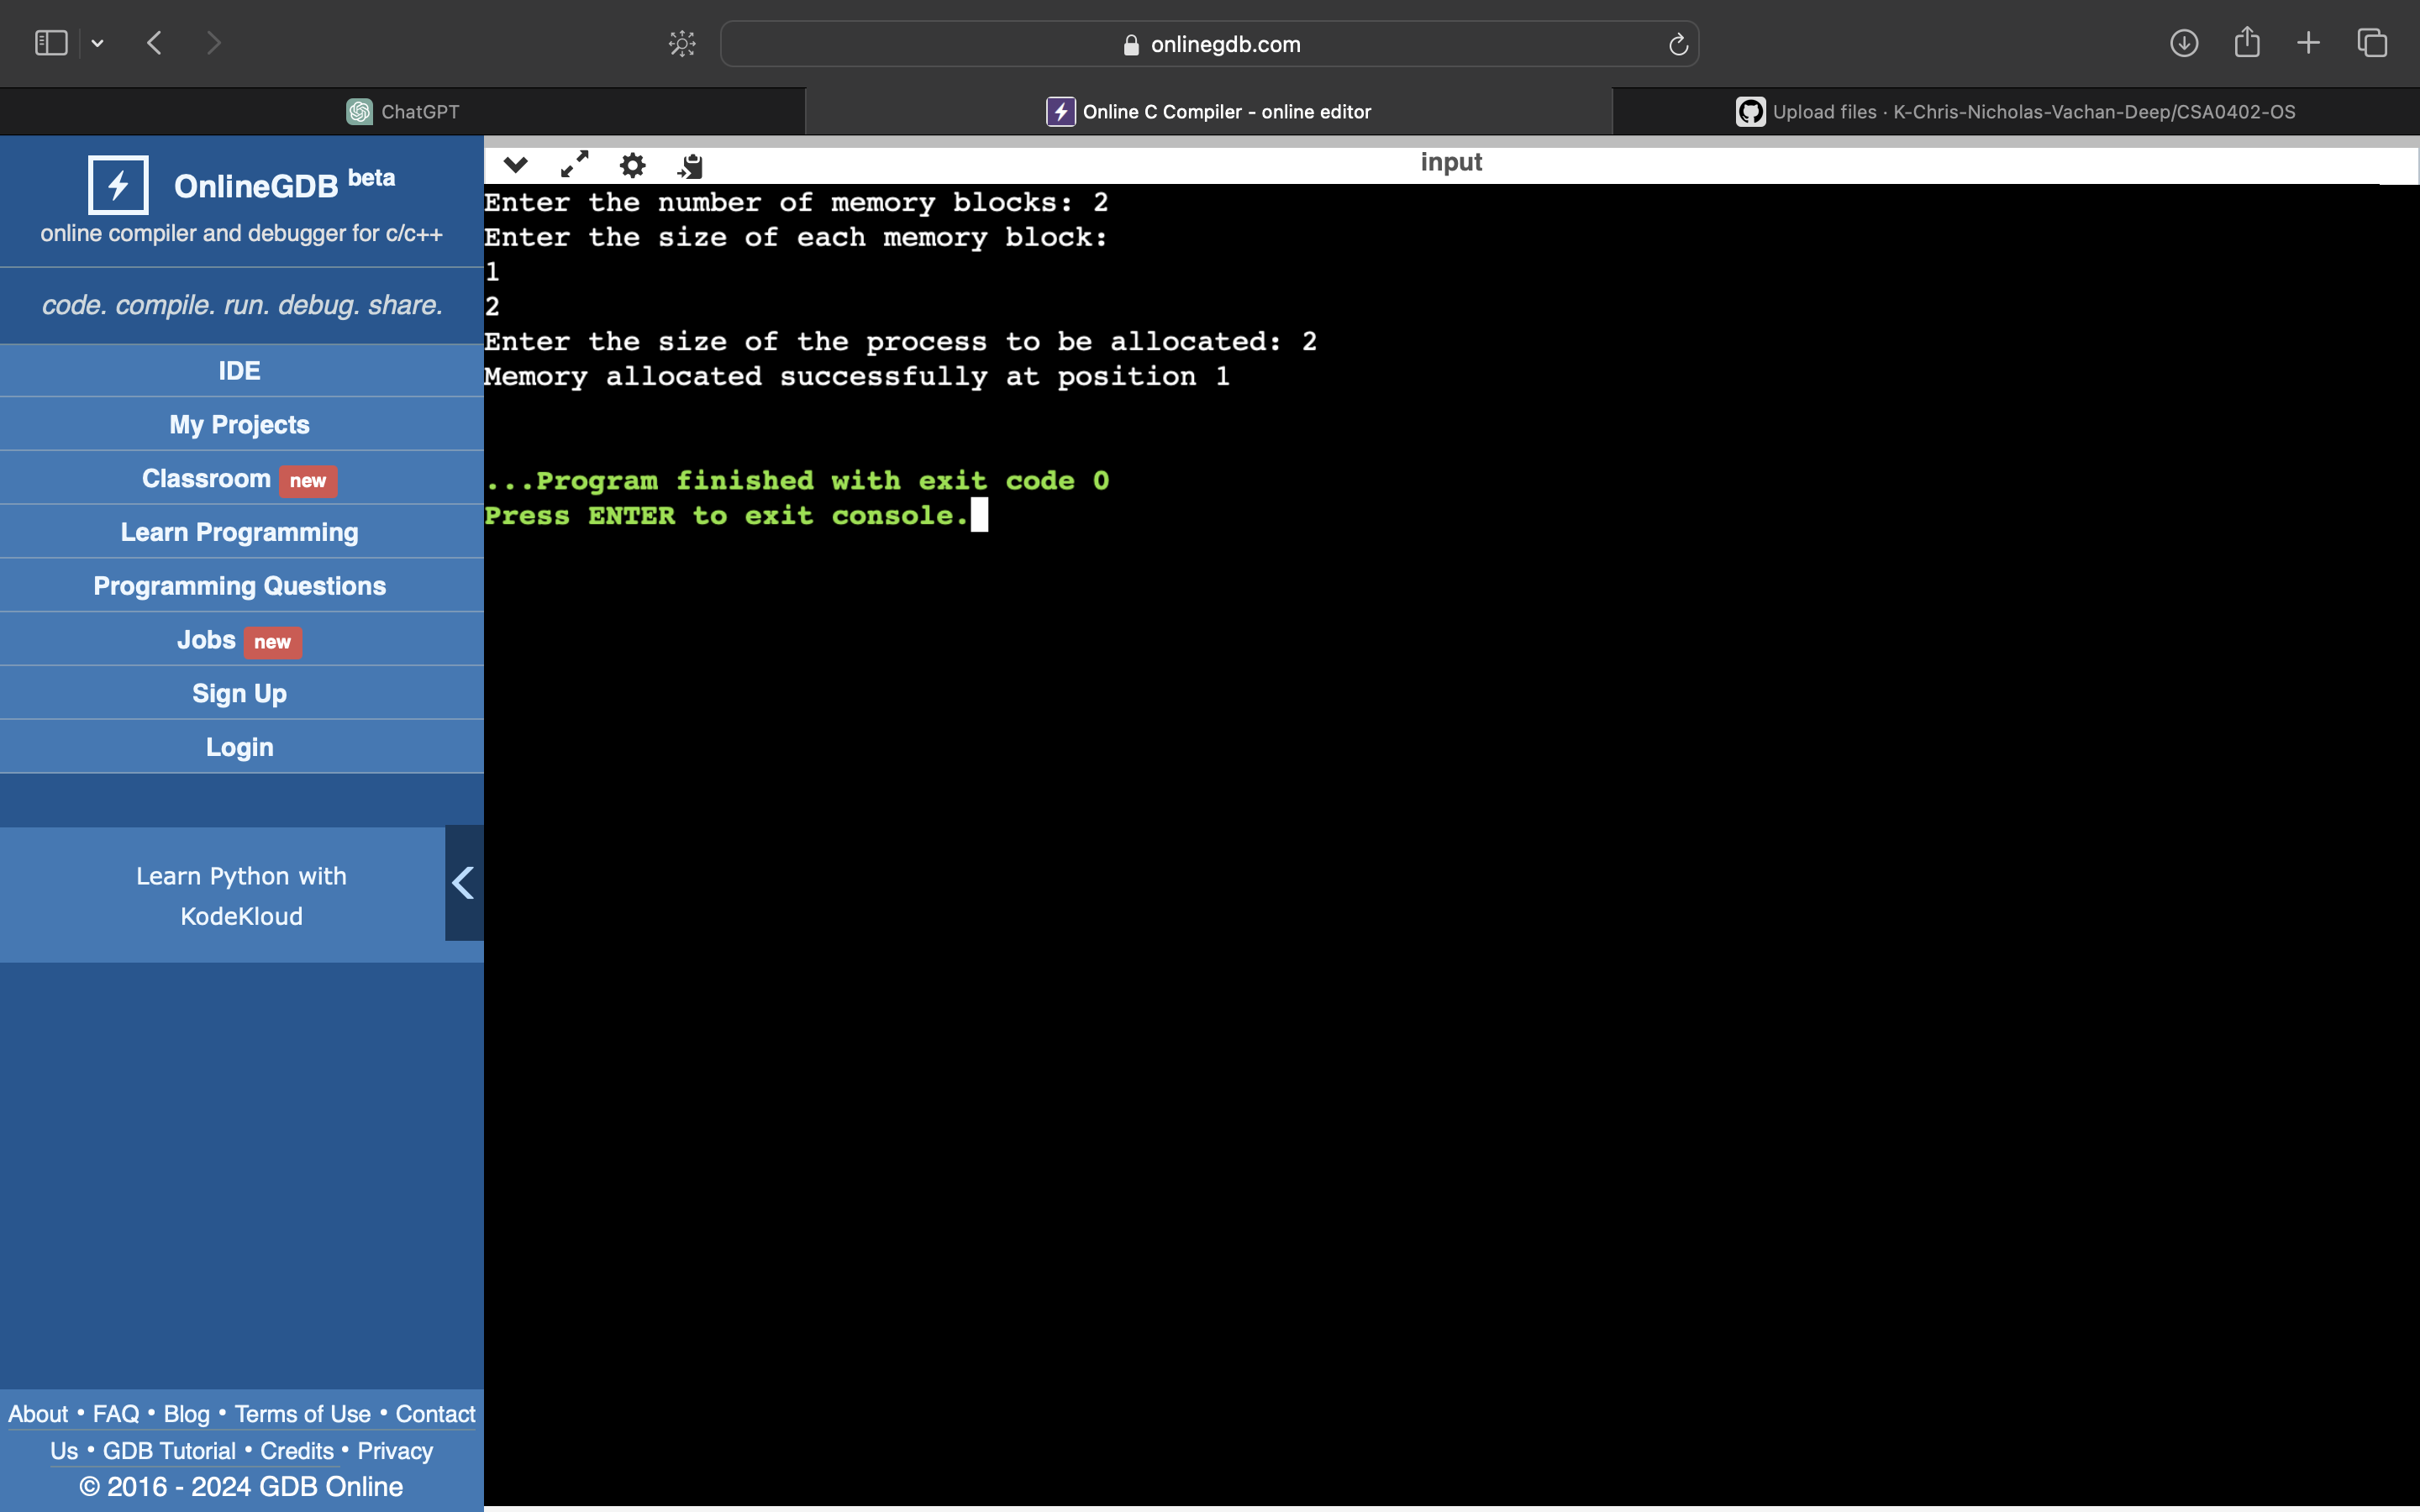 onlinegdb.com
ChatGPT
Online C Compiler - online editor
Upload files · K-Chris-Nicholas-Vachan-Deep/CSA0402-OS
OnlineGDB beta
online compiler and debugger for c/c++
code. compile. run. debug. share.
IDE
My Projects
Classroom new
Learn Programming
Programming Questions
Jobs new
Sign Up
Login
Learn Python with
KodeKloud
About • FAQ • Blog • Terms of Use • Contact
Us • GDB Tutorial • Credits • Privacy
© 2016 - 2024 GDB Online
input
Enter the number of memory blocks: 2
Enter the size of each memory block:
1
2
Enter the size of the process to be allocated: 2
Memory allocated successfully at position 1
...Program finished with exit code 0
Press ENTER to exit console.